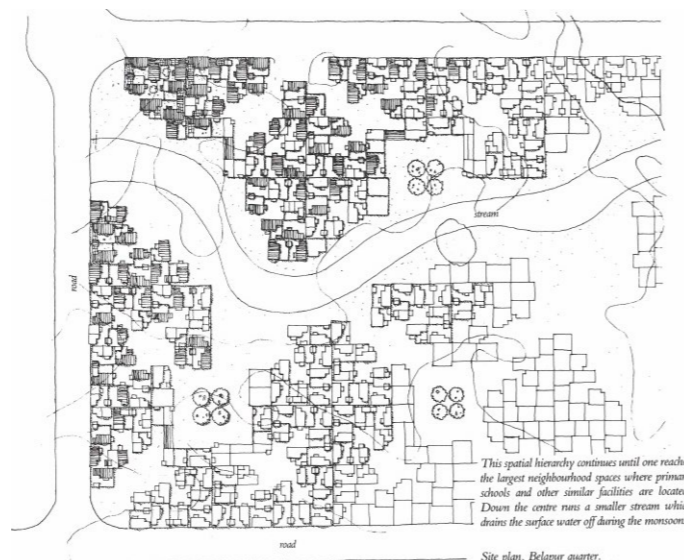 stream
road
This spatial hierarchy continues until one reach
the largest neighbourhood spaces where primar
schools and other similar facilities are locate
Down the centre runs a smaller stream whi
drains the surface water off during the monsoon
road
Site plan, Belapur quarter.